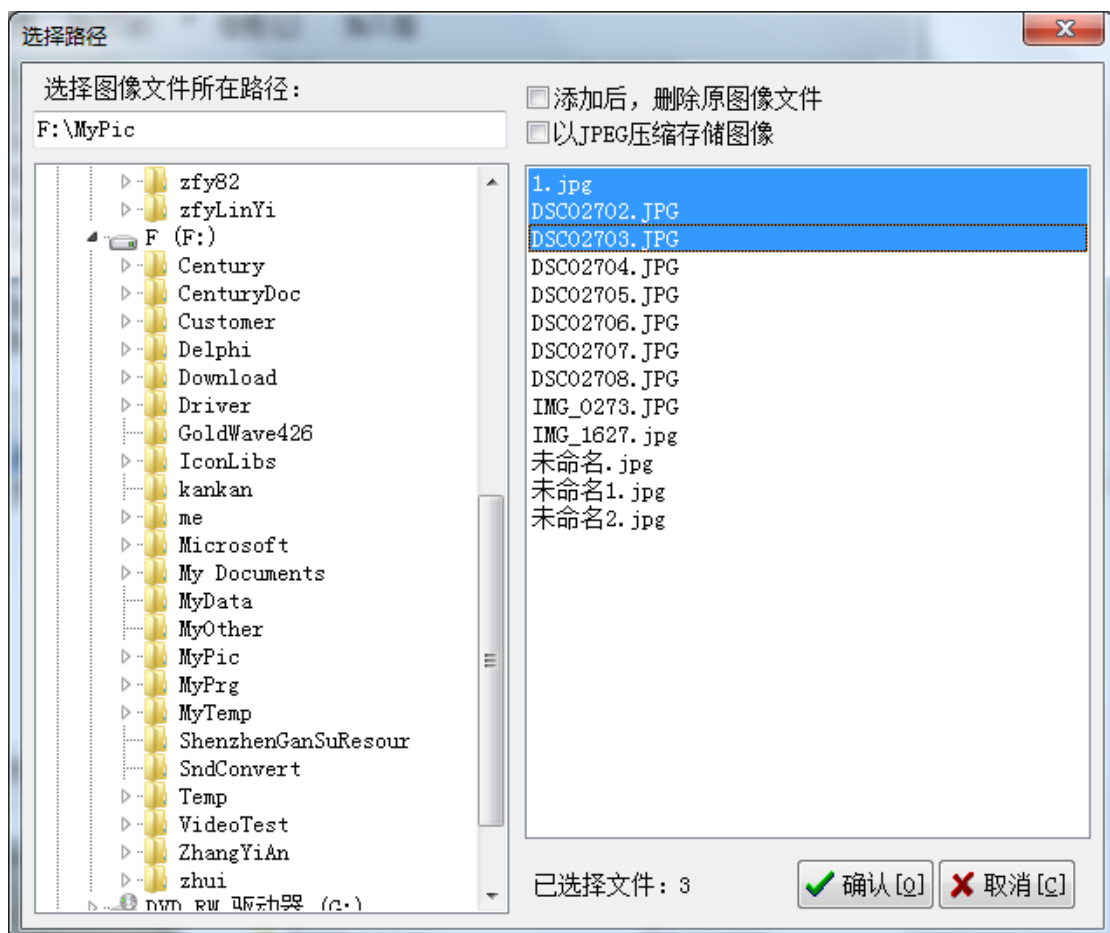 选择路径
选择图像文件所在路径:
F:\MyPic
添加后，删除原图像文件
以JPEG压缩存储图像
zfy82
zfyLinYi
F (F:)
Century
CenturyDoc
Customer
Delphi
Download
Driver
GoldWave426
IconLibs
kankan
me
Microsoft
My Documents
MyData
MyOther
MyPic
MyPrg
MyTemp
ShenzhenGanSuResour
SndConvert
Temp
VideoTest
ZhangYiAn
zhui
DVD RW 驱动器 (G:)
1.jpg
DSC02702.JPG
DSC02703.JPG
DSC02704.JPG
DSC02705.JPG
DSC02706.JPG
DSC02707.JPG
DSC02708.JPG
IMG_0273.JPG
IMG_1627.jpg
未命名.jpg
未命名1.jpg
未命名2.jpg
已选择文件: 3
确认[O]
取消[C]